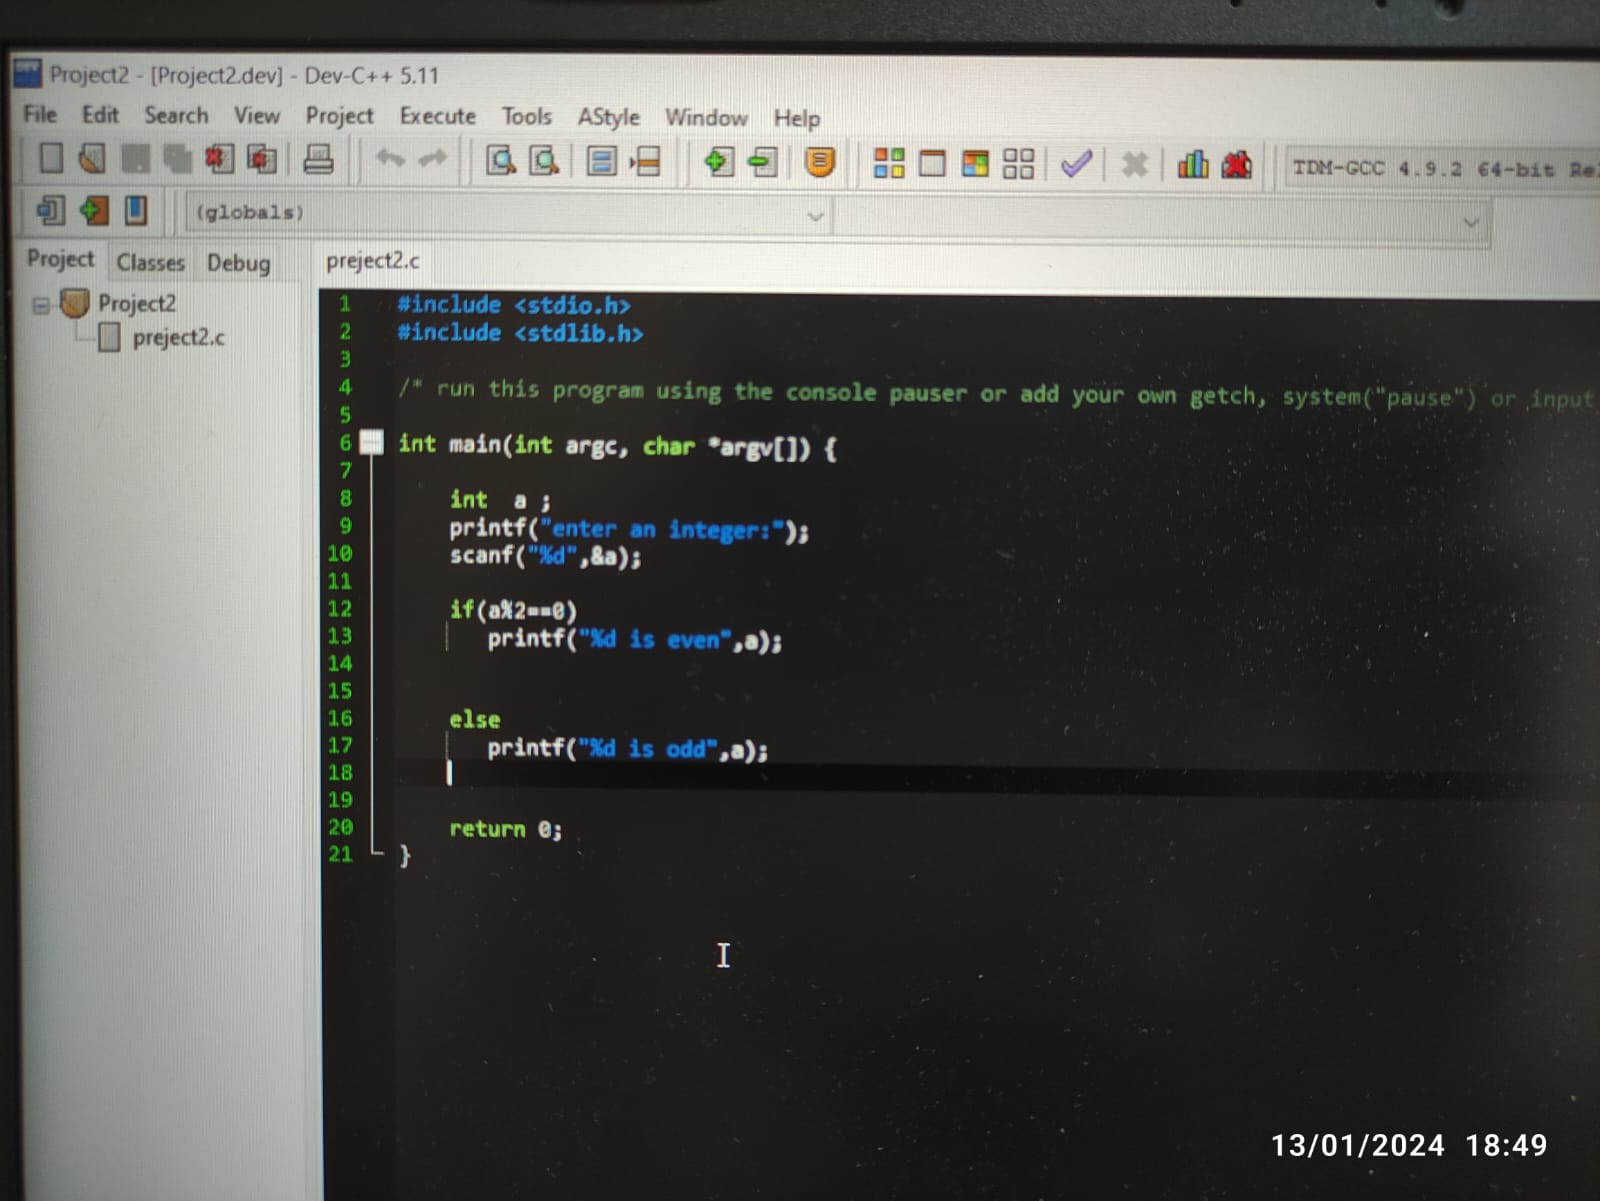 Project2 - [Project2.dev] - Dev-C++ 5.11
File Edit Search View Project Execute Tools AStyle Window Help
TDM-GCC 4.9.2 64-bit
(globals)
Project Classes Debug
preject2.c
Project2
preject2.c
1 #include <stdio.h>
2 #include <stdlib.h>
3
4 /* run this program using the console pauser or add your own getch, system("pause") or input
5
6 int main(int argc, char *argv[]) {
7
8 int  a ;
9 printf("enter an integer:");
10 scanf("%d",&a);
11
12 if(a%2==0)
13 printf("%d is even",a);
14
15
16 else
17 printf("%d is odd",a);
18
19
20 return 0;
21 }
13/01/2024 18:49